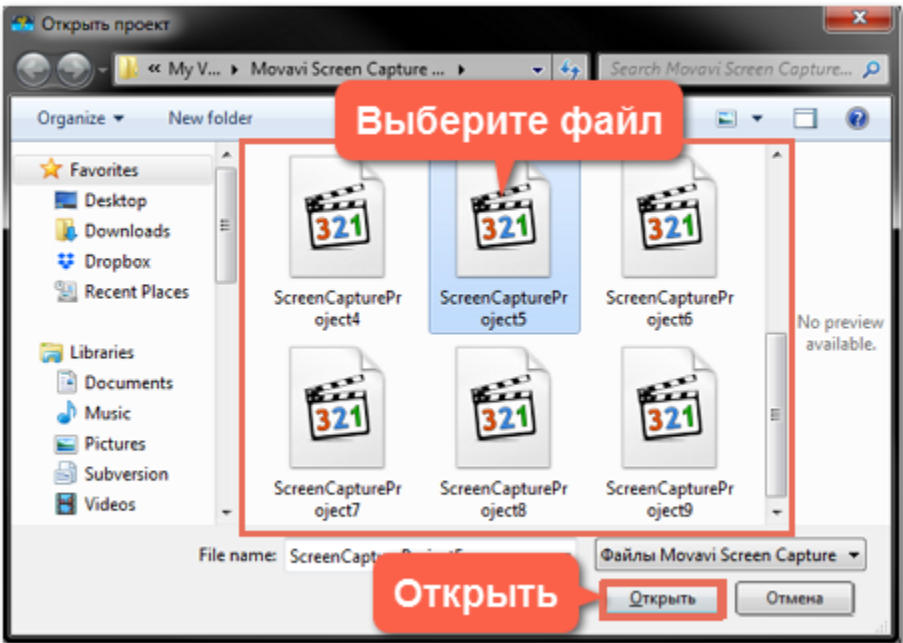 Открыть проект
« My V... Movavi Screen Capture ... Search Movavi Screen Capture...
Organize New folder
Выберите файл
Favorites
Desktop
Downloads
Dropbox
Recent Places
Libraries
Documents
Music
Pictures
Subversion
Videos
321 321 321
ScreenCapturePr ScreenCapturePr ScreenCapturePr
oject4 oject5 oject6
321 321 321
ScreenCapturePr ScreenCapturePr ScreenCapturePr
oject7 oject8 oject9
No preview
available.
File name: Файлы Movavi Screen Capture
Открыть
Открыть Отмена